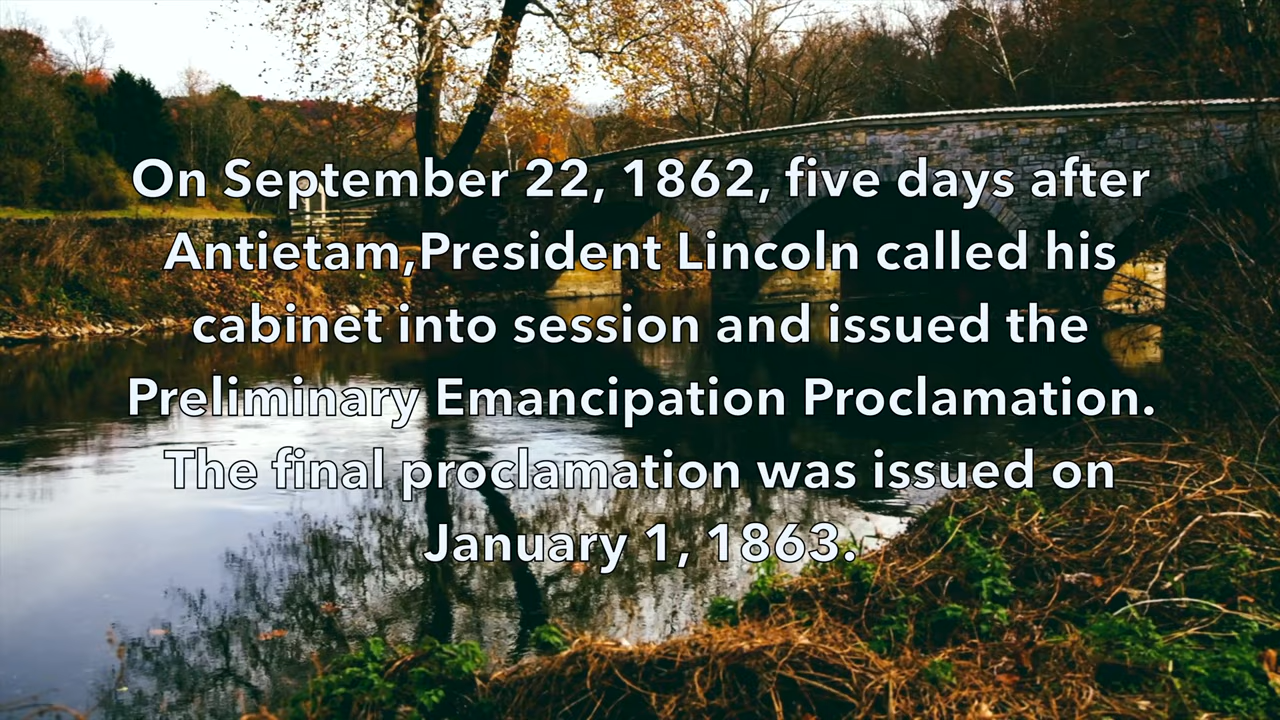 On September 22, 1862, five days after
Antietam,President Lincoln called his
cabinet into session and issued the
Preliminary Emancipation Proclamation.
The final proclamation was issued on
January 1, 1863.